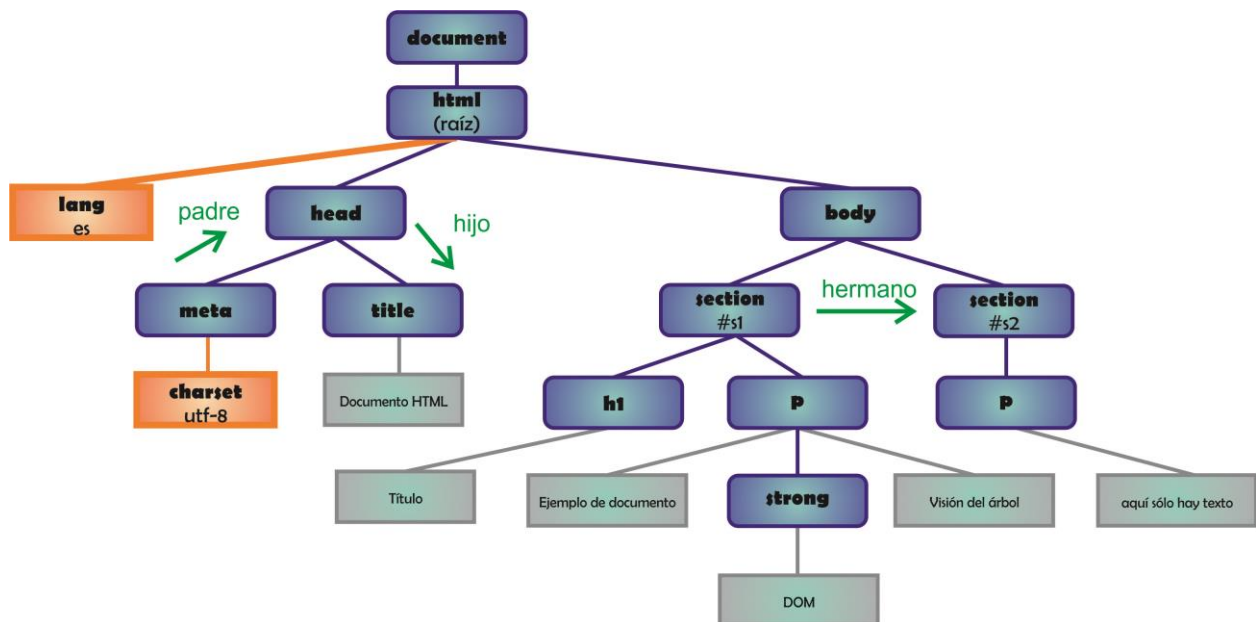 document
html
(raíz)
lang
es
padre
head
hijo
body
meta
title
section
#s1
hermano
section
#s2
charset
utf-8
Documento HTML
h1
P
P
Título
Ejemplo de documento
strong
Visión del árbol
aquí sólo hay texto
DOM